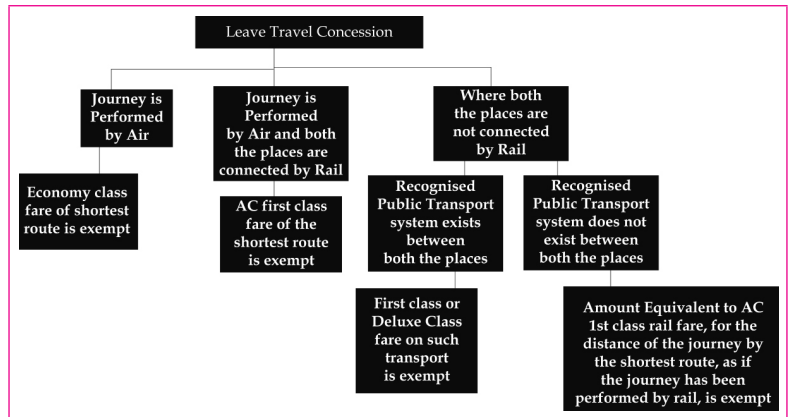 Leave Travel Concession
Journey is
Performed
by Air
Journey is
Performed
by Air and both
the places are
connected by Rail
Where both
the places are
not connected
by Rail
Economy class
fare of shortest
route is exempt
AC first class
fare of the
shortest route
is exempt
Recognised
Public Transport
system exists
between
both the places
Recognised
Public Transport
system does not
exist between
both the places
First class or
Deluxe Class
fare on such
transport
is exempt
Amount Equivalent to AC
1st class rail fare, for the
distance of the journey by
the shortest route, as if
the journey has been
performed by rail, is exempt